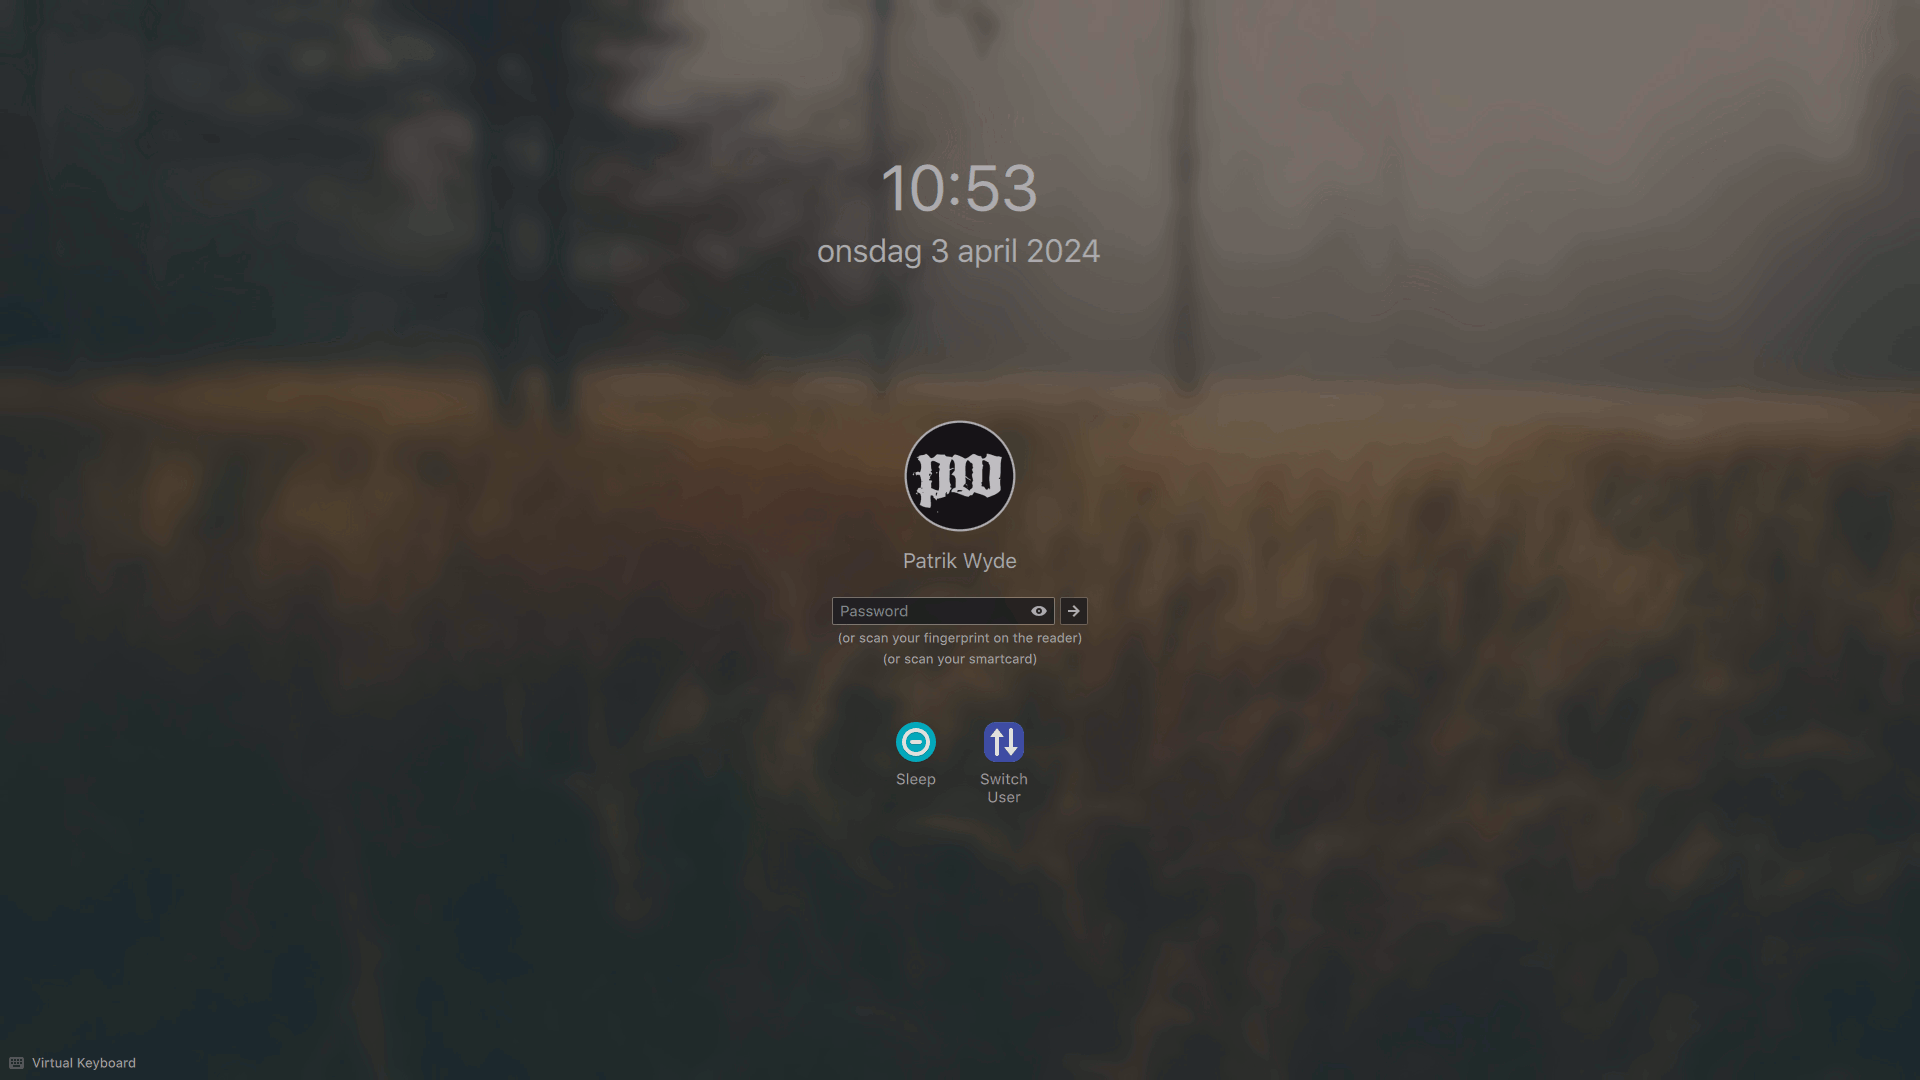 10:53
onsdag 3 april 2024
pw
Patrik Wyde
Password
(or scan your fingerprint on the reader)
(or scan your smartcard)
Sleep
Switch
User
Virtual Keyboard